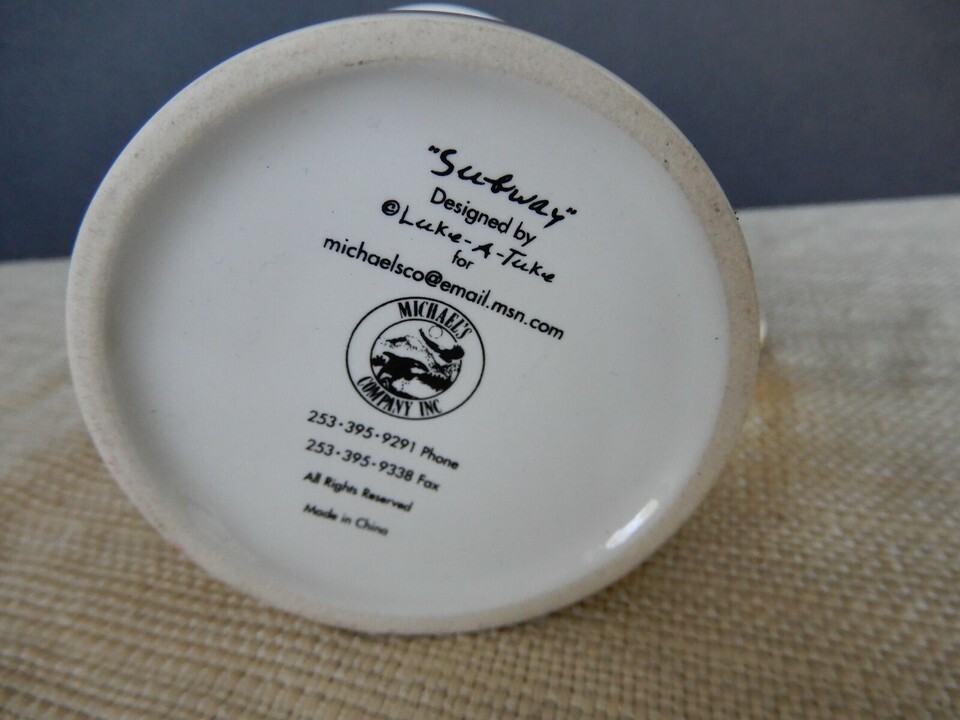 "Subway"
Designed by
©Luke-A-Tuke
for
michaelsco@email.msn.com
MICHAEL'S
COMPANY INC
253·395·9291 Phone
253·395·9338 Fax
All Rights Reserved
Made in China